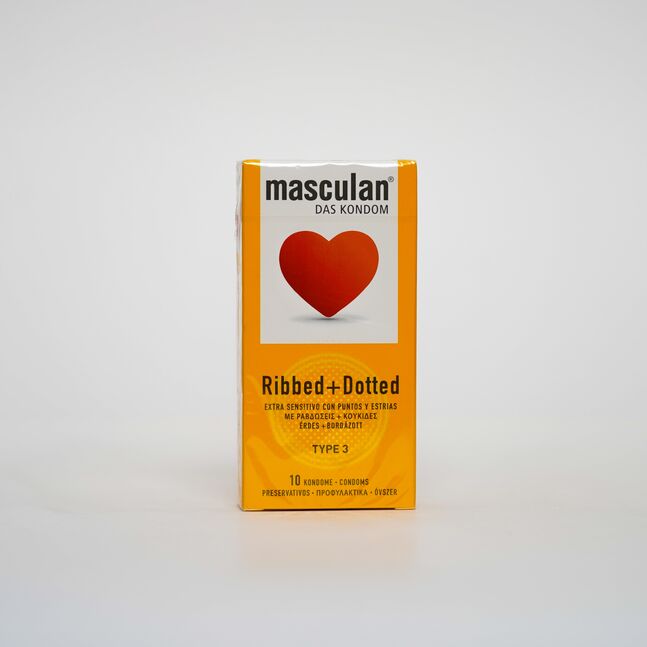 masculan®
DAS KONDOM
Ribbed+Dotted
EXTRA SENSITIVO CON PUNTOS Y ESTRIAS
ΜΕ ΡΑΒΔΩΣΕΙΣ + ΚΟΥΚΙΔΕΣ
ÉRDES + BORDÁZOTT
TYPE 3
10 KONDOME · CONDOMS
PRESERVATIVOS · ΠΡΟΦΥΛΑΚΤΙΚΑ · ÓVSZER